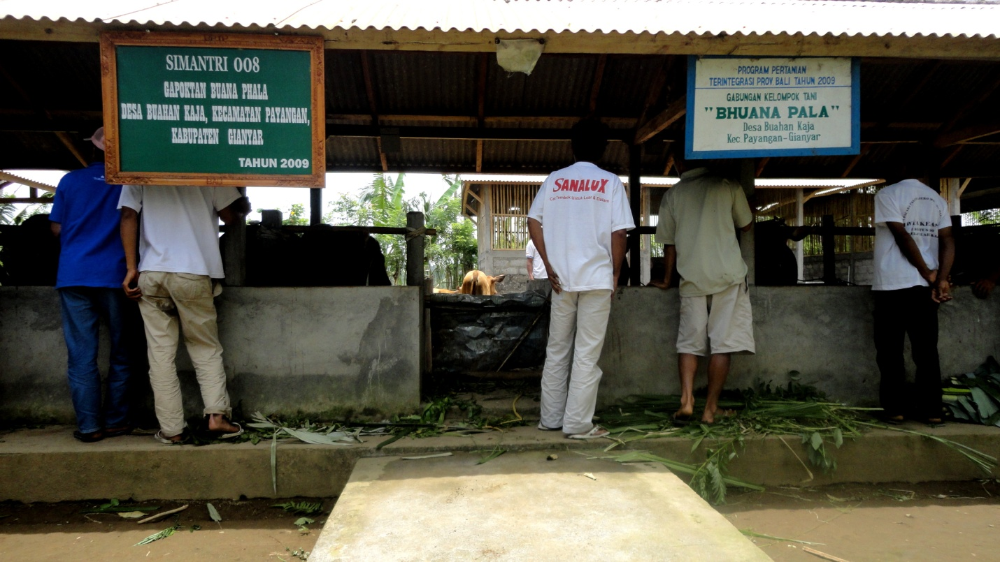 SIMANTRI 008
GAPOKTAN BUANA PHALA
DESA BUAHAN KAJA, KECAMATAN PAYANGAN,
KABUPATEN GIANYAR
TAHUN 2009
PROGRAM PERTANIAN
TERINTEGRASI PROV. BALI TAHUN 2009
GABUNGAN KELOMPOK TANI
"BHUANA PALA"
Desa Buahan Kaja
Kec. Payangan-Gianyar
SANALUX
Cat Tembok Untuk Luar & Dalam